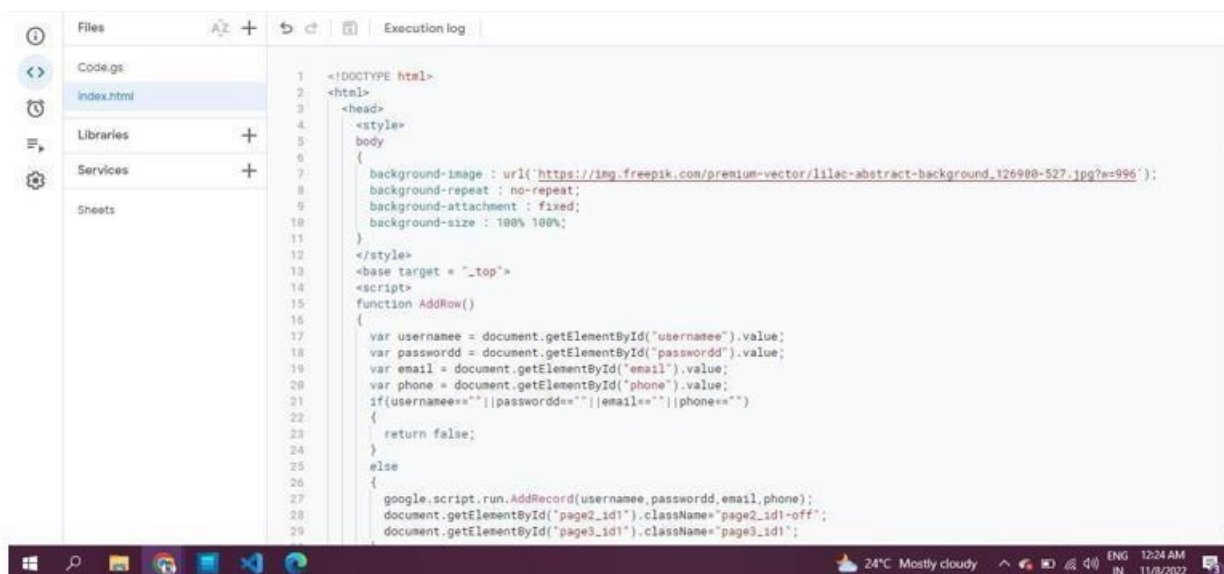 Files
AZ
Execution log
Code.gs
index.html
Libraries
Services
Sheets
1 <!DOCTYPE html>
2 <html>
3 <head>
4 <style>
5 body
6 {
7 background-image : url('https://img.freepik.com/premium-vector/lilac-abstract-background_126980-527.jpg?w=996');
8 background-repeat : no-repeat;
9 background-attachment : fixed;
10 background-size : 100% 100%;
11 }
12 </style>
13 <base target = "_top">
14 <script>
15 function AddRow()
16 {
17 var usernamee = document.getElementById("usernamee").value;
18 var passwordd = document.getElementById("passwordd").value;
19 var email = document.getElementById("email").value;
20 var phone = document.getElementById("phone").value;
21 if(usernamee==""||passwordd==""||email==""||phone=="")
22 {
23 return false;
24 }
25 else
26 {
27 google.script.run.AddRecord(usernamee,passwordd,email,phone);
28 document.getElementById("page2_id1").className="page2_id1-off";
29 document.getElementById("page3_id1").className="page3_id1";
24°C Mostly cloudy
ENG
IN
12:24 AM
11/8/2022